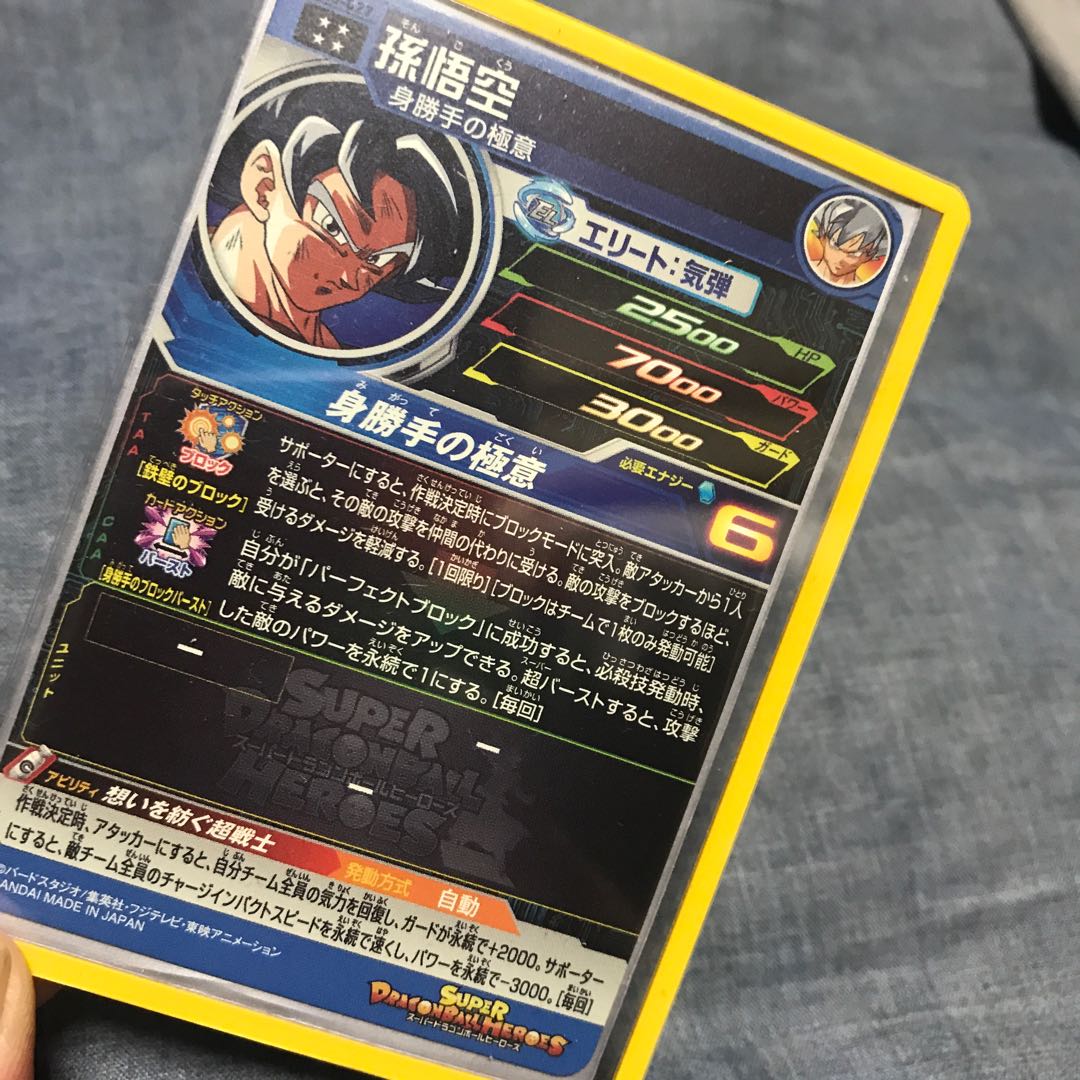 孫悟空
そん ご くう
身勝手の極意
EL
エリート:気弾
2500 HP
7000 パワー
3000 ガード
身勝手の極意
み がっ て ごく い
必要エナジー 6
TAA
タッチアクション
ブロック
[鉄壁のブロック]
サポーターにすると、作戦決定時にブロックモードに突入。敵アタッカーから1人
を選ぶと、その敵の攻撃を仲間の代わりに受ける。敵の攻撃をブロックするほど、
受けるダメージを軽減する。[1回限り][ブロックはチームで1枚のみ発動可能]
CAA
カードアクション
バースト
[身勝手のブロックバースト]
自分が「パーフェクトブロック」に成功すると、必殺技発動時、
敵に与えるダメージをアップできる。超バーストすると、攻撃
した敵のパワーを永続で1にする。[毎回]
ユニット
ー
ー
ー
SUPER
DRAGONBALL
HEROES
スーパードラゴンボールヒーローズ
アビリティ 想いを紡ぐ超戦士
発動方式 自動
作戦決定時、アタッカーにすると、自分チーム全員の気力を回復し、ガードが永続で+2000。サポーター
にすると、敵チーム全員のチャージインパクトスピードを永続で速くし、パワーを永続で-3000。[毎回]
©バードスタジオ/集英社・フジテレビ・東映アニメーション
BANDAI MADE IN JAPAN
SUPER
DRAGONBALL HEROES
スーパードラゴンボールヒーローズ